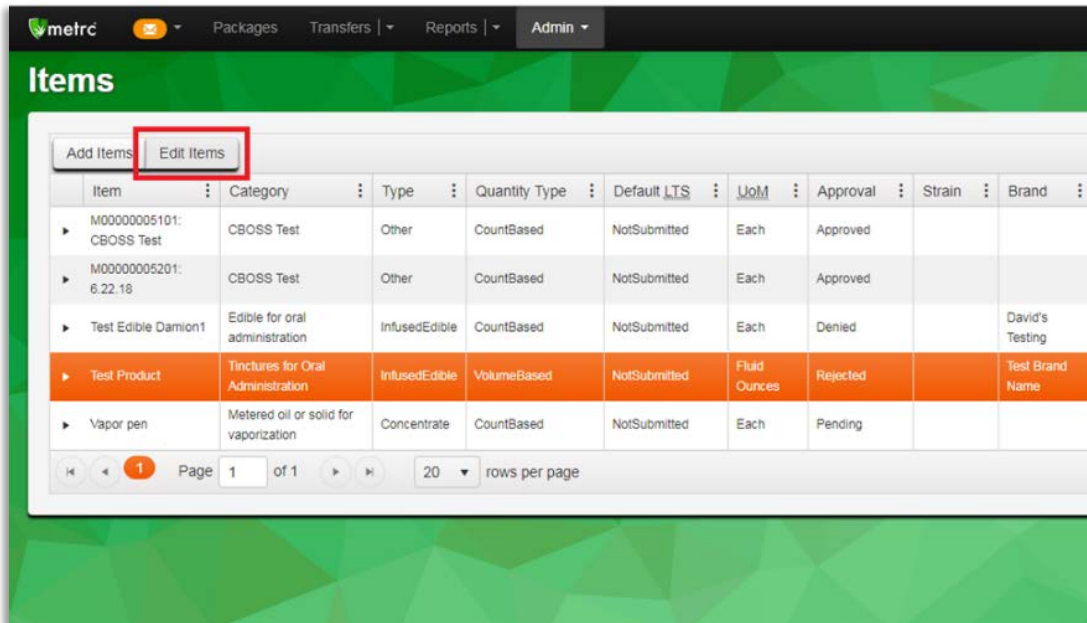 metrc Packages Transfers | Reports | Admin
Items
Add Items Edit Items
Item Category Type Quantity Type Default LTS UoM Approval Strain Brand
M00000005101: CBOSS Test CBOSS Test Other CountBased NotSubmitted Each Approved
M00000005201: 6.22.18 CBOSS Test Other CountBased NotSubmitted Each Approved
Test Edible Damion1 Edible for oral administration InfusedEdible CountBased NotSubmitted Each Denied David's Testing
Test Product Tinctures for Oral Administration InfusedEdible VolumeBased NotSubmitted Fluid Ounces Rejected Test Brand Name
Vapor pen Metered oil or solid for vaporization Concentrate CountBased NotSubmitted Each Pending
1 Page 1 of 1 20 rows per page